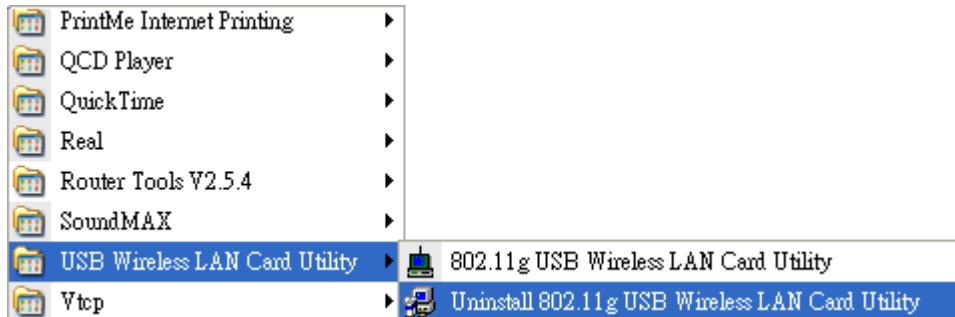 PrintMe Internet Printing
QCD Player
QuickTime
Real
Router Tools V2.5.4
SoundMAX
USB Wireless LAN Card Utility
802.11g USB Wireless LAN Card Utility
Vtcp
Uninstall 802.11g USB Wireless LAN Card Utility